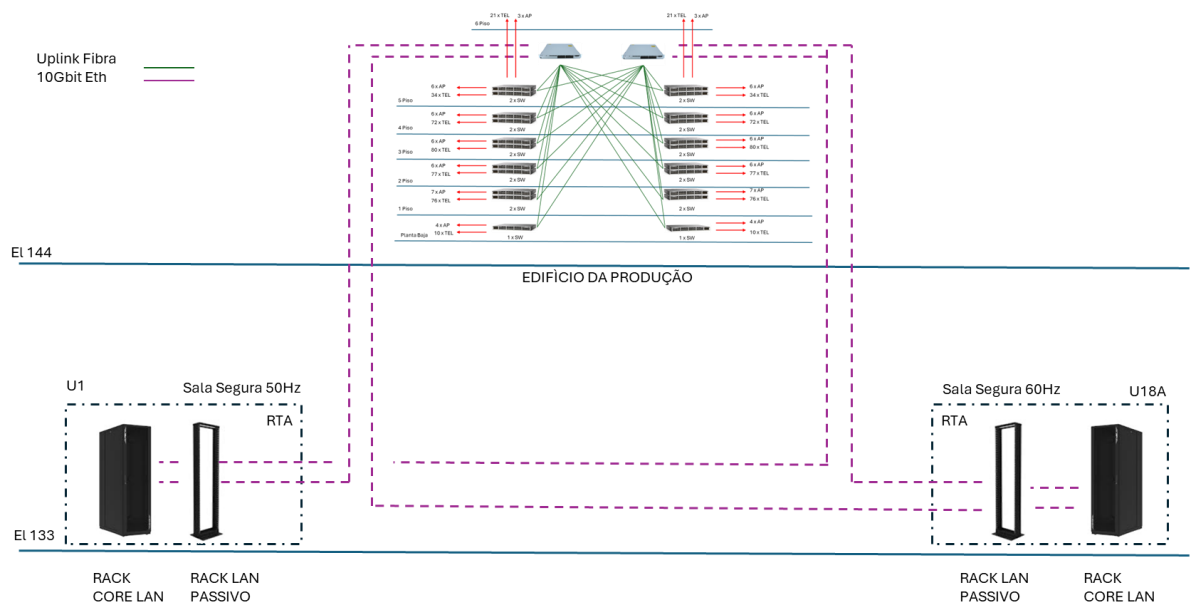 21 x TEL
3 x AP
21 x TEL
3 x AP
6 Piso
Uplink Fibra
10Gbit Eth
6 x AP
34 x TEL
2 x SW
2 x SW
6 x AP
34 x TEL
5 Piso
6 x AP
72 x TEL
2 x SW
2 x SW
6 x AP
72 x TEL
4 Piso
6 x AP
80 x TEL
2 x SW
2 x SW
6 x AP
80 x TEL
3 Piso
6 x AP
77 x TEL
2 x SW
2 x SW
6 x AP
77 x TEL
2 Piso
7 x AP
76 x TEL
2 x SW
2 x SW
7 x AP
76 x TEL
1 Piso
4 x AP
10 x TEL
1 x SW
1 x SW
4 x AP
10 x TEL
Planta Baja
El 144
EDIFÌCIO DA PRODUÇÃO
U1
Sala Segura 50Hz
RTA
Sala Segura 60Hz
U18A
RTA
El 133
RACK
CORE LAN
RACK LAN
PASSIVO
RACK LAN
PASSIVO
RACK
CORE LAN